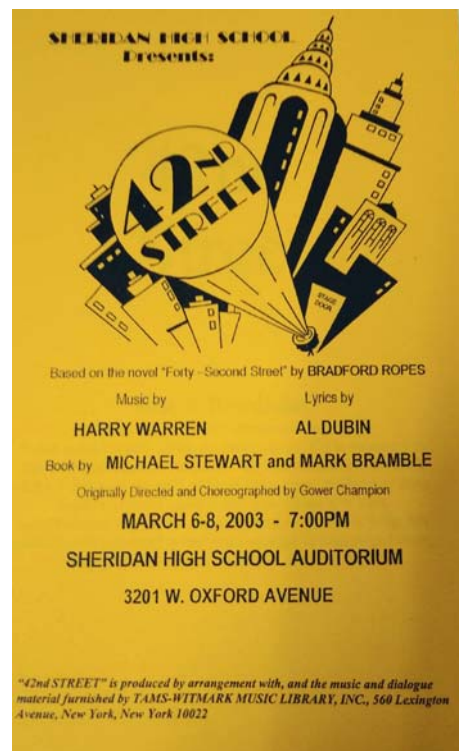 SHERIDAN HIGH SCHOOL
Presents:
42ND
STREET
STAGE
DOOR
Based on the novel "Forty - Second Street" by BRADFORD ROPES
Music by Lyrics by
HARRY WARREN AL DUBIN
Book by MICHAEL STEWART and MARK BRAMBLE
Originally Directed and Choreographed by Gower Champion
MARCH 6-8, 2003 - 7:00PM
SHERIDAN HIGH SCHOOL AUDITORIUM
3201 W. OXFORD AVENUE
"42nd STREET" is produced by arrangement with, and the music and dialogue
material furnished by TAMS-WITMARK MUSIC LIBRARY, INC., 560 Lexington
Avenue, New York, New York 10022